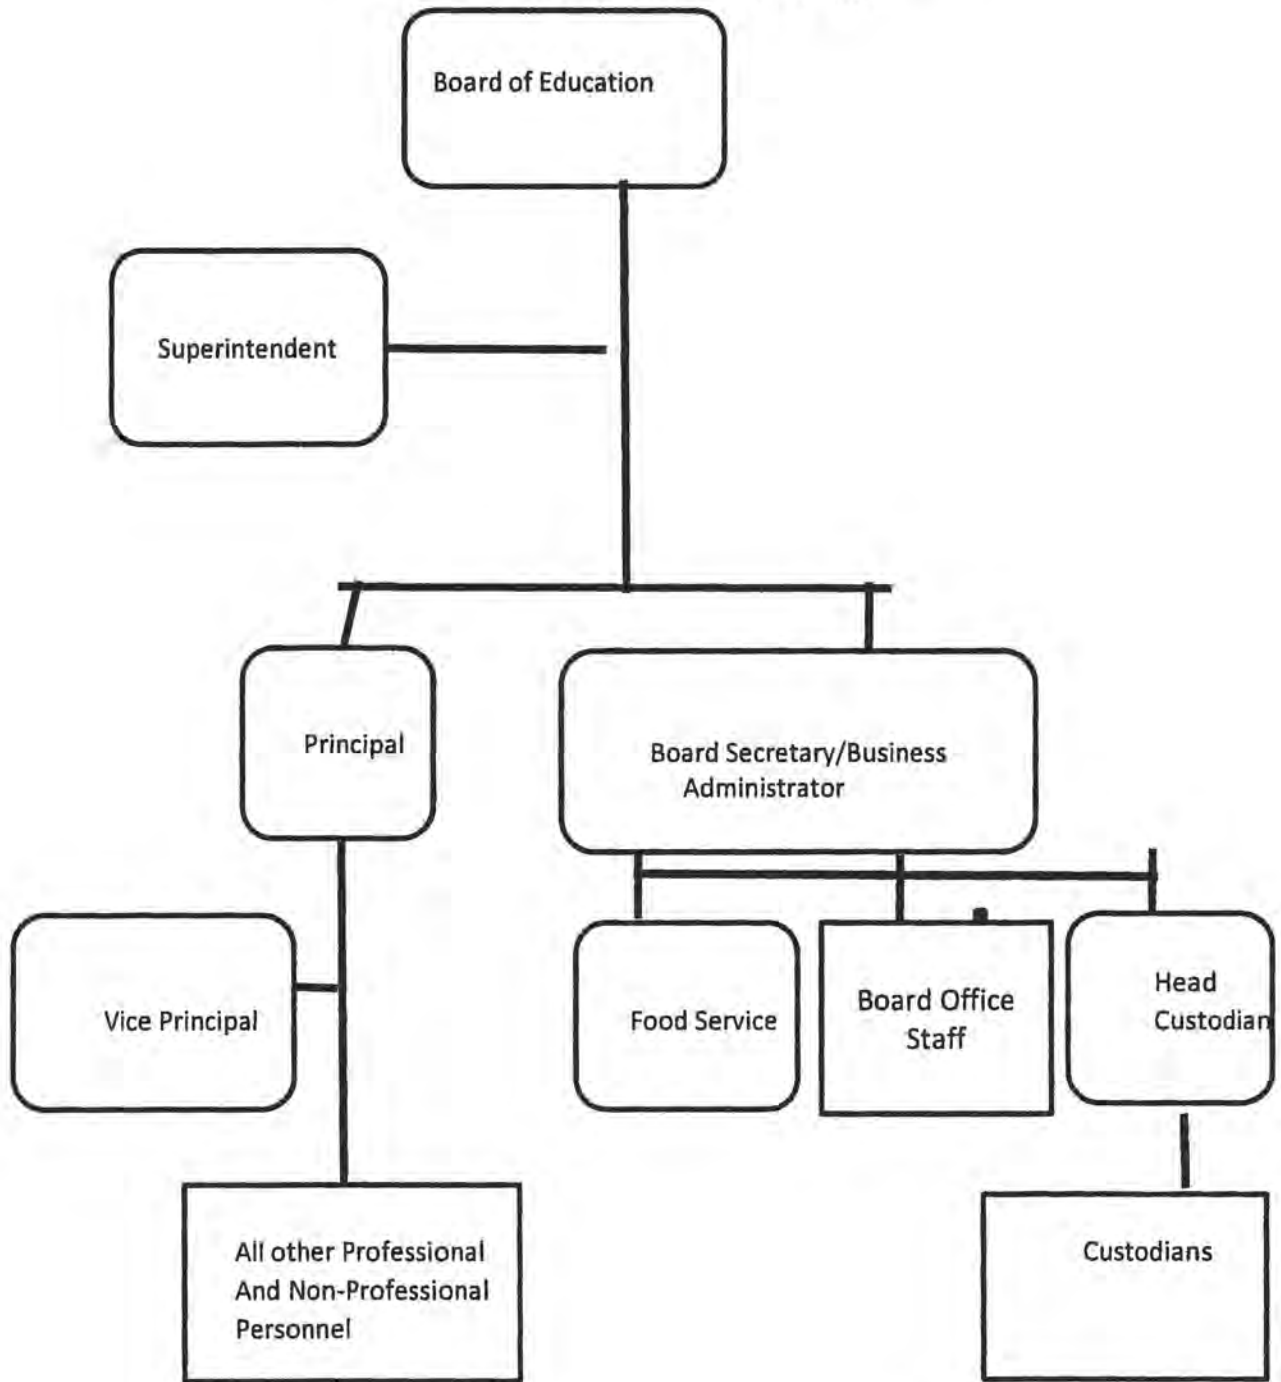 Board of Education
Superintendent
Principal
Board Secretary/Business
Administrator
Vice Principal
Food Service
Board Office
Staff
Head
Custodian
All other Professional
And Non-Professional
Personnel
Custodians